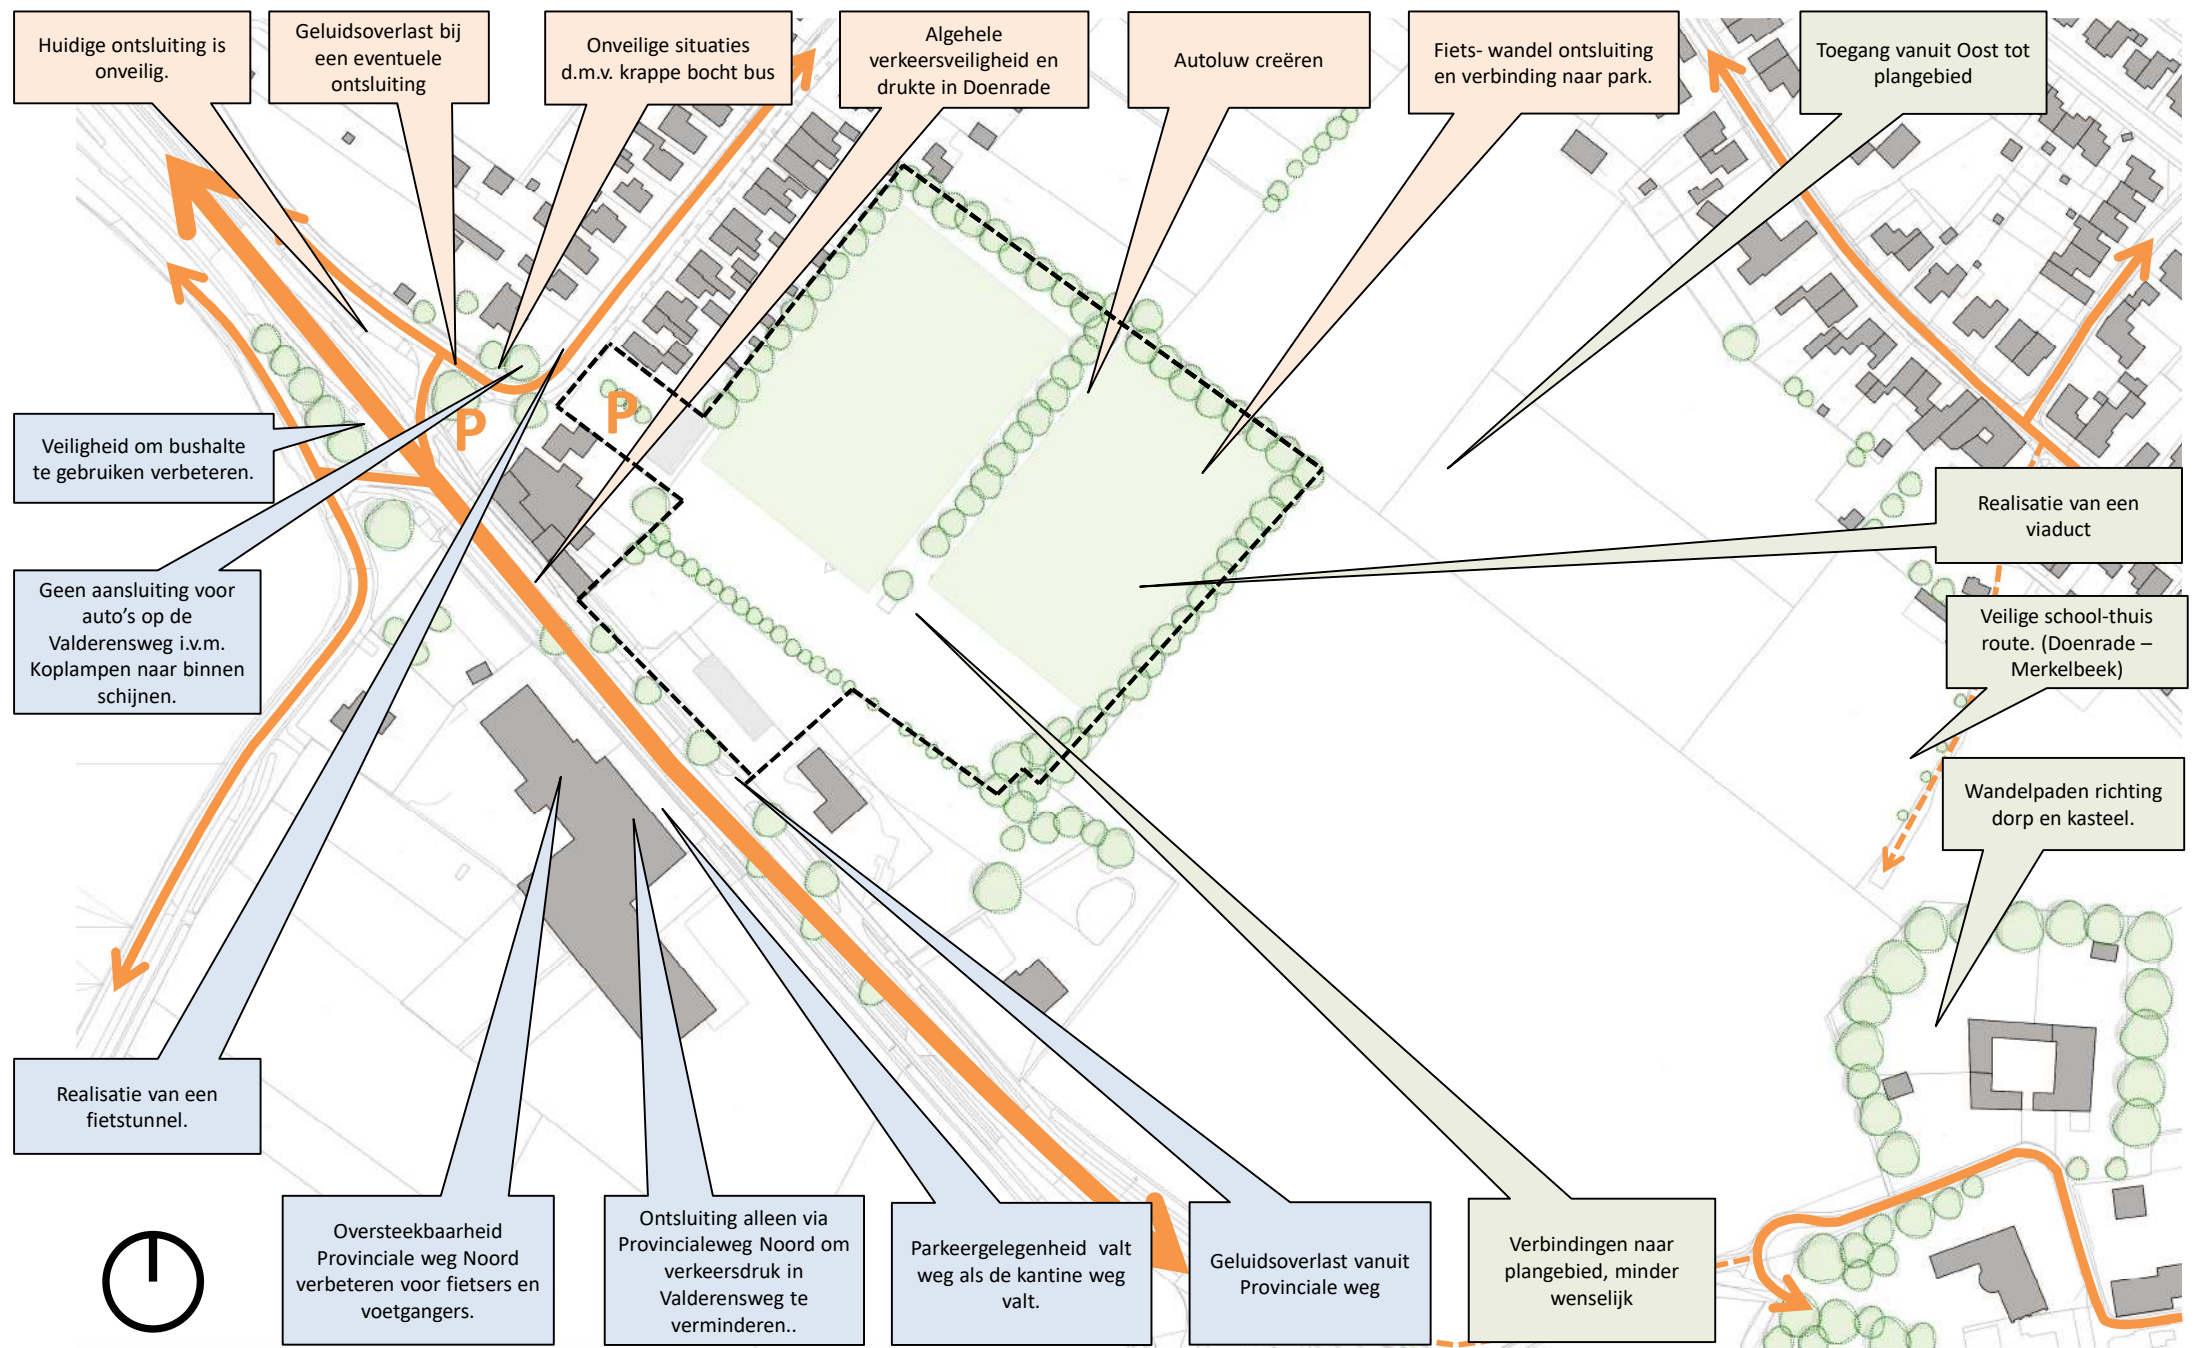 Huidige ontsluiting is
onveilig.
Geluidsoverlast bij
een eventuele
ontsluiting
Onveilige situaties
d.m.v. krappe bocht bus
Algehele
verkeersveiligheid en
drukte in Doenrade
Autoluw creëren
Fiets- wandel ontsluiting
en verbinding naar park.
Toegang vanuit Oost tot
plangebied
P
P
Veiligheid om bushalte
te gebruiken verbeteren.
Realisatie van een
viaduct
Geen aansluiting voor
auto's op de
Valderensweg i.v.m.
Koplampen naar binnen
schijnen.
Veilige school-thuis
route. (Doenrade –
Merkelbeek)
Wandelpaden richting
dorp en kasteel.
Realisatie van een
fietstunnel.
Oversteekbaarheid
Provinciale weg Noord
verbeteren voor fietsers en
voetgangers.
Ontsluiting alleen via
Provincialeweg Noord om
verkeersdruk in
Valderensweg te
verminderen..
Parkeergelegenheid valt
weg als de kantine weg
valt.
Geluidsoverlast vanuit
Provinciale weg
Verbindingen naar
plangebied, minder
wenselijk